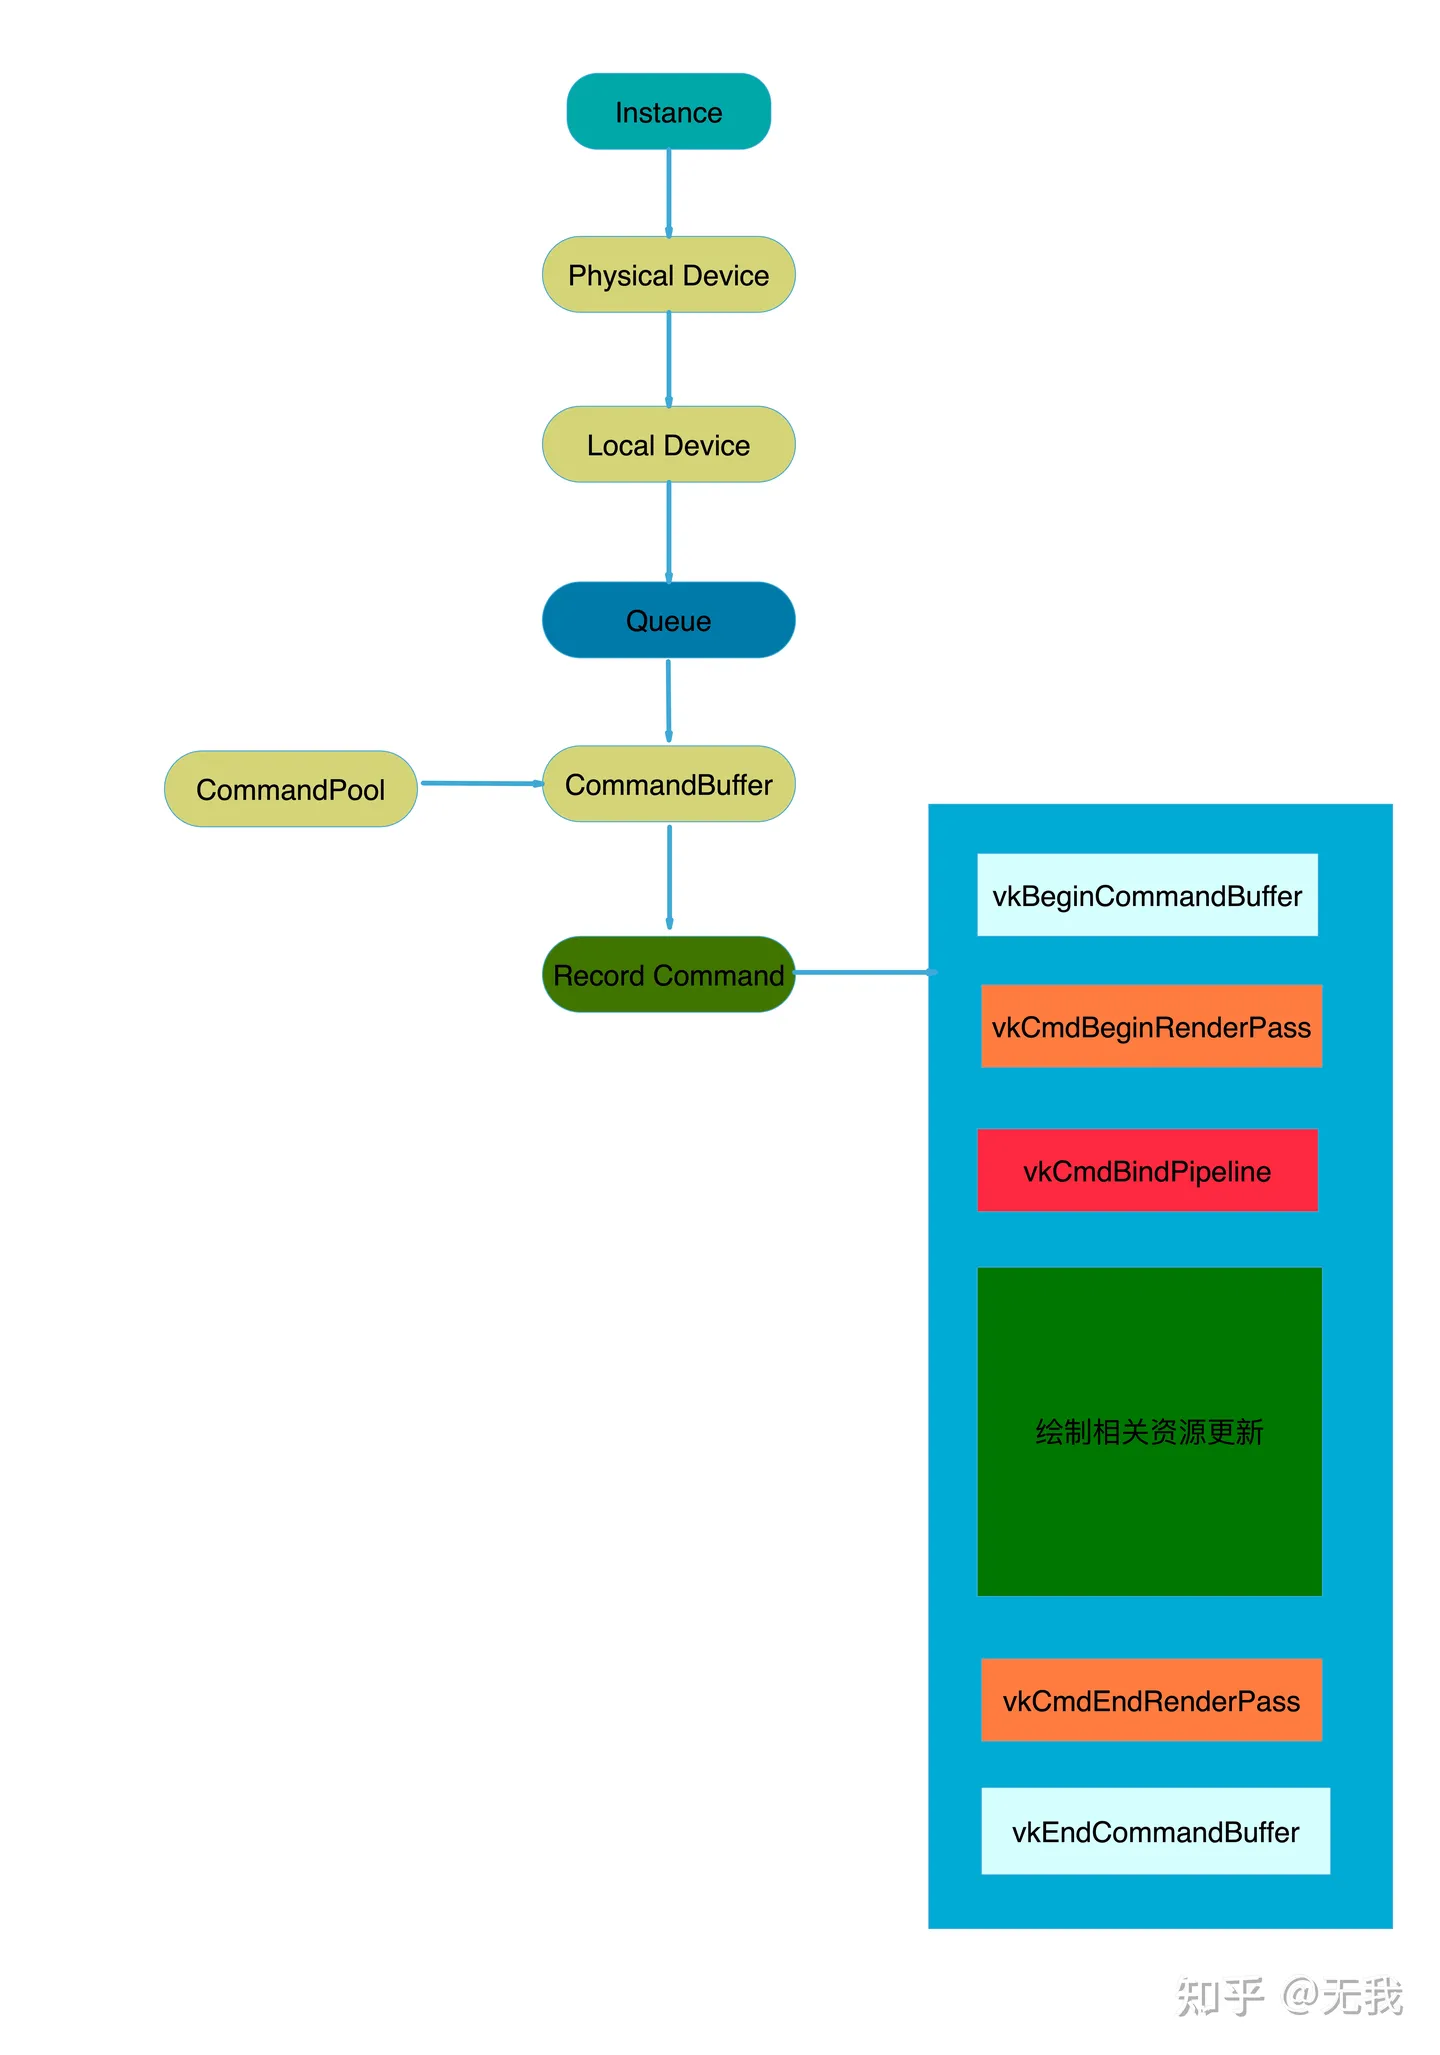 Instance
Physical Device
Local Device
Queue
CommandPool
CommandBuffer
Record Command
vkBeginCommandBuffer
vkCmdBeginRenderPass
vkCmdBindPipeline
绘制相关资源更新
vkCmdEndRenderPass
vkEndCommandBuffer
知乎 @无我